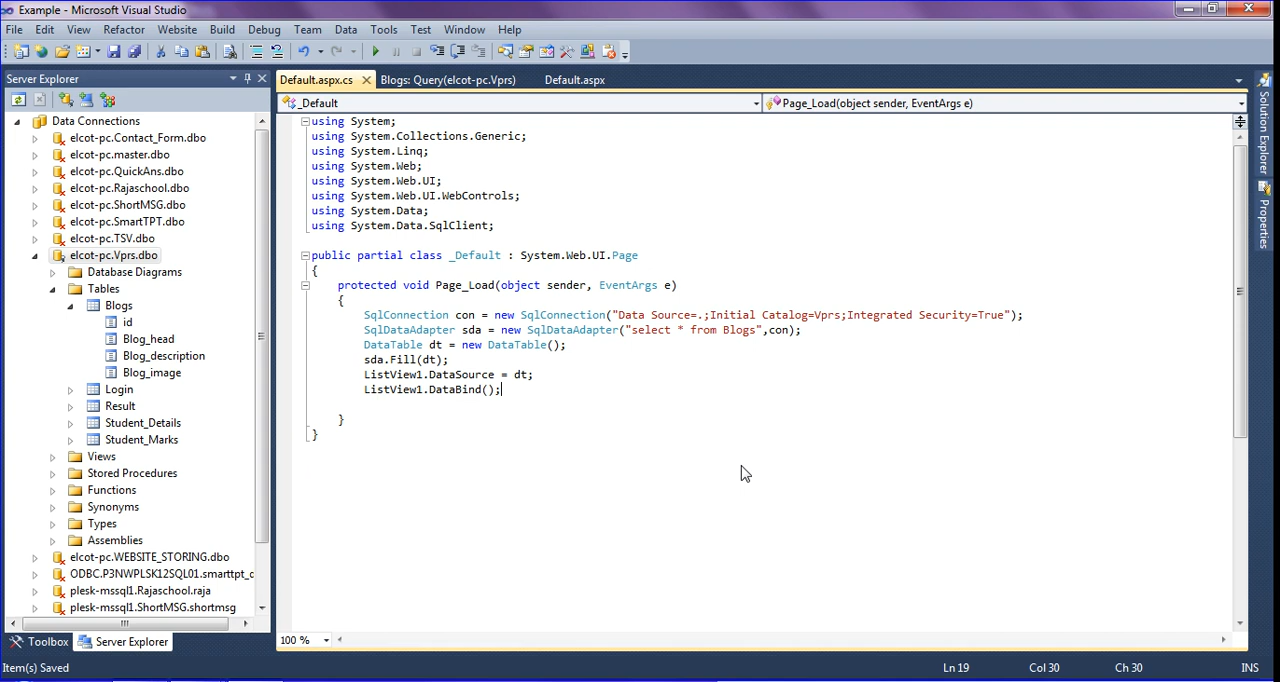 Example - Microsoft Visual Studio
File Edit View Refactor Website Build Debug Team Data Tools Test Window Help
Server Explorer
Default.aspx.cs Blogs: Query(elcot-pc.Vprs) Default.aspx
_Default Page_Load(object sender, EventArgs e)
Data Connections
elcot-pc.Contact_Form.dbo
elcot-pc.master.dbo
elcot-pc.QuickAns.dbo
elcot-pc.Rajaschool.dbo
elcot-pc.ShortMSG.dbo
elcot-pc.SmartTPT.dbo
elcot-pc.TSV.dbo
elcot-pc.Vprs.dbo
Database Diagrams
Tables
Blogs
id
Blog_head
Blog_description
Blog_image
Login
Result
Student_Details
Student_Marks
Views
Stored Procedures
Functions
Synonyms
Types
Assemblies
elcot-pc.WEBSITE_STORING.dbo
ODBC.P3NWPLSK12SQL01.smarttpt_c
plesk-mssql1.Rajaschool.raja
plesk-mssql1.ShortMSG.shortmsg
Toolbox Server Explorer
using System;
using System.Collections.Generic;
using System.Linq;
using System.Web;
using System.Web.UI;
using System.Web.UI.WebControls;
using System.Data;
using System.Data.SqlClient;
public partial class _Default : System.Web.UI.Page
{
protected void Page_Load(object sender, EventArgs e)
{
SqlConnection con = new SqlConnection("Data Source=.;Initial Catalog=Vprs;Integrated Security=True");
SqlDataAdapter sda = new SqlDataAdapter("select * from Blogs",con);
DataTable dt = new DataTable();
sda.Fill(dt);
ListView1.DataSource = dt;
ListView1.DataBind();
}
}
100 %
Solution Explorer
Properties
Item(s) Saved Ln 19 Col 30 Ch 30 INS